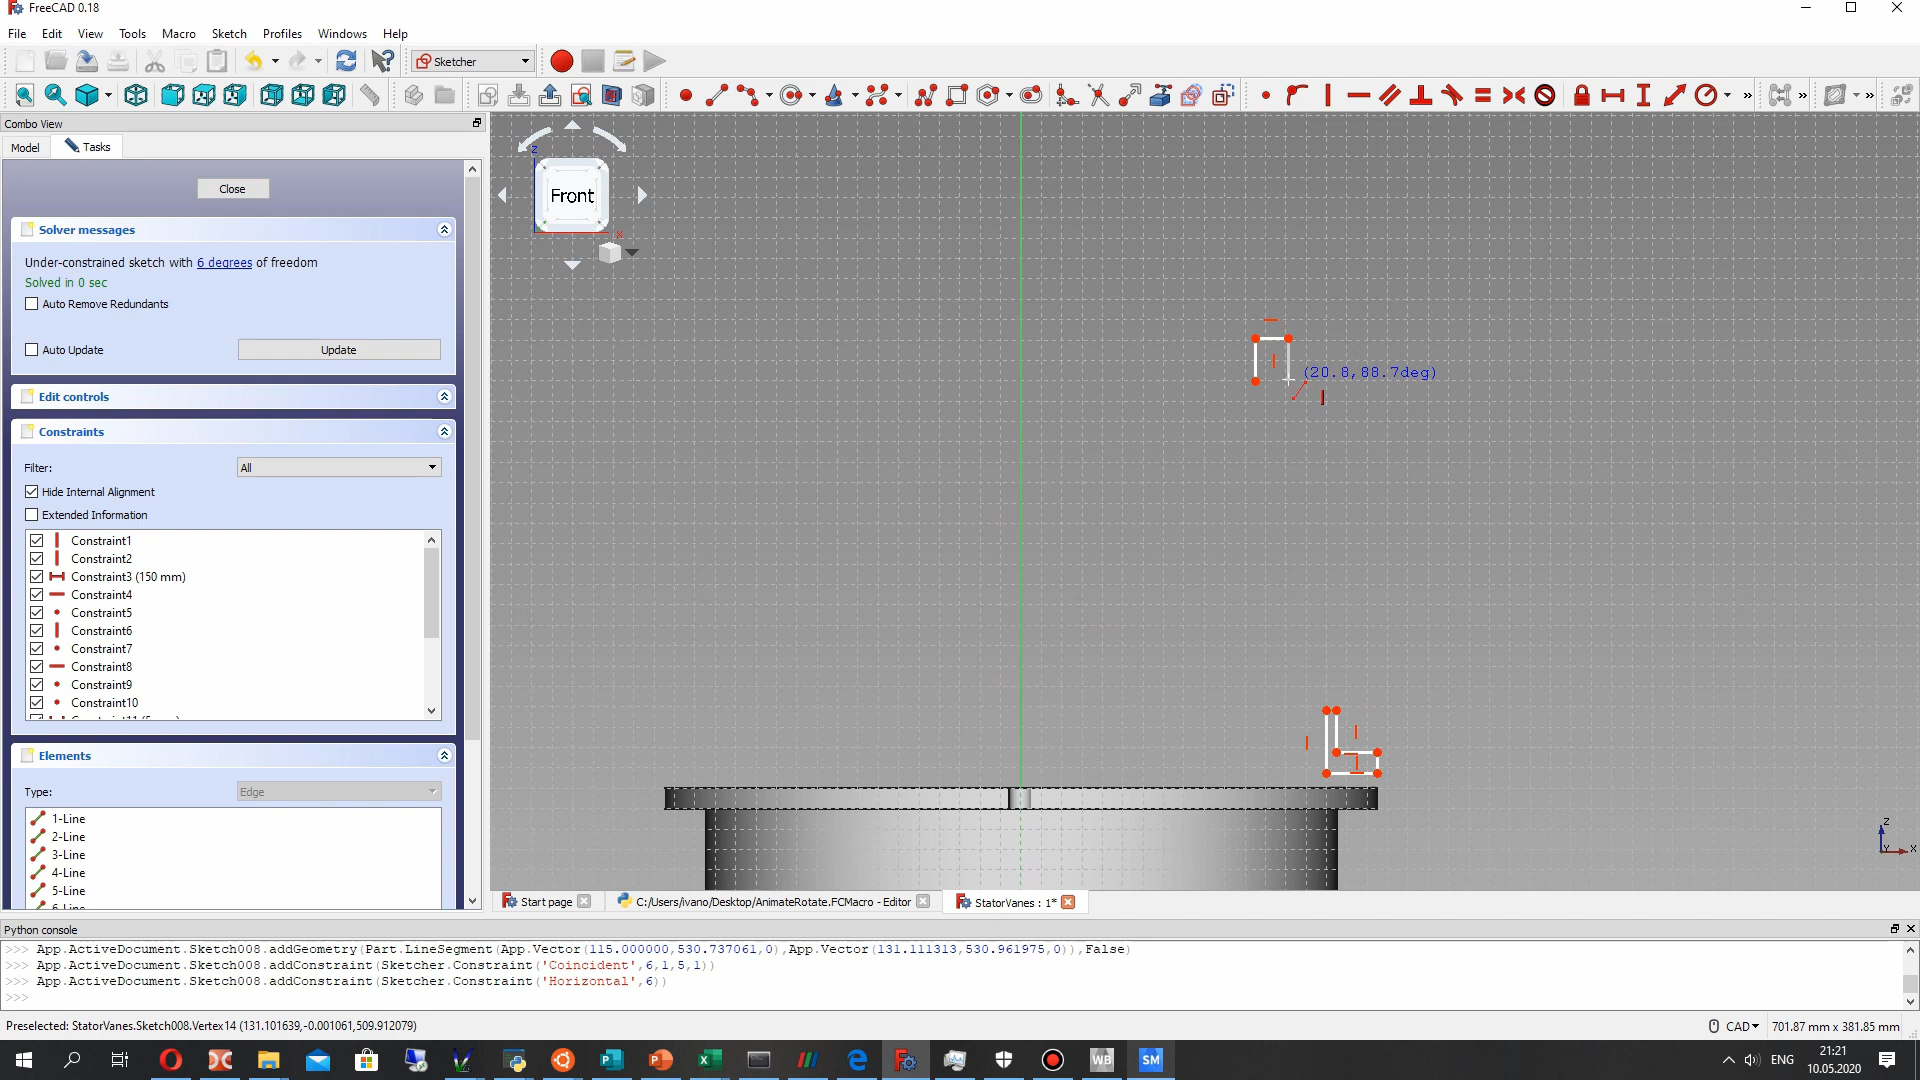 FreeCAD 0.18
File Edit View Tools Macro Sketch Profiles Windows Help
Sketcher
Combo View
Model Tasks
Close
Solver messages
Under-constrained sketch with 6 degrees of freedom
Solved in 0 sec
Auto Remove Redundants
Auto Update Update
Edit controls
Constraints
Filter: All
Hide Internal Alignment
Extended Information
Constraint1
Constraint2
Constraint3 (150 mm)
Constraint4
Constraint5
Constraint6
Constraint7
Constraint8
Constraint9
Constraint10
Elements
Type: Edge
1-Line
2-Line
3-Line
4-Line
5-Line
z
Front
x
(20.8,88.7deg)
Z
Y X
Start page C:/Users/ivano/Desktop/AnimateRotate.FCMacro - Editor StatorVanes : 1*
Python console
>>> App.ActiveDocument.Sketch008.addGeometry(Part.LineSegment(App.Vector(115.000000,530.737061,0),App.Vector(131.111313,530.961975,0)),False)
>>> App.ActiveDocument.Sketch008.addConstraint(Sketcher.Constraint('Coincident',6,1,5,1))
>>> App.ActiveDocument.Sketch008.addConstraint(Sketcher.Constraint('Horizontal',6))
>>>
Preselected: StatorVanes.Sketch008.Vertex14 (131.101639,-0.001061,509.912079)
CAD 701.87 mm x 381.85 mm
WB SM
ENG
21:21
10.05.2020